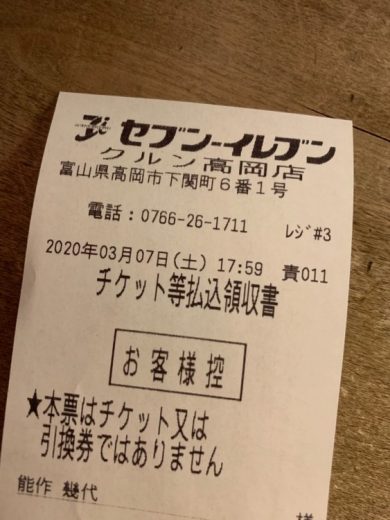 セブン-イレブン
クルン高岡店
富山県高岡市下関町6番1号
電話:0766-26-1711 レジ#3
2020年03月07日(土) 17:59 責011
チケット等払込領収書
お客様控
★本票はチケット又は
引換券ではありません
能作 幾代
様